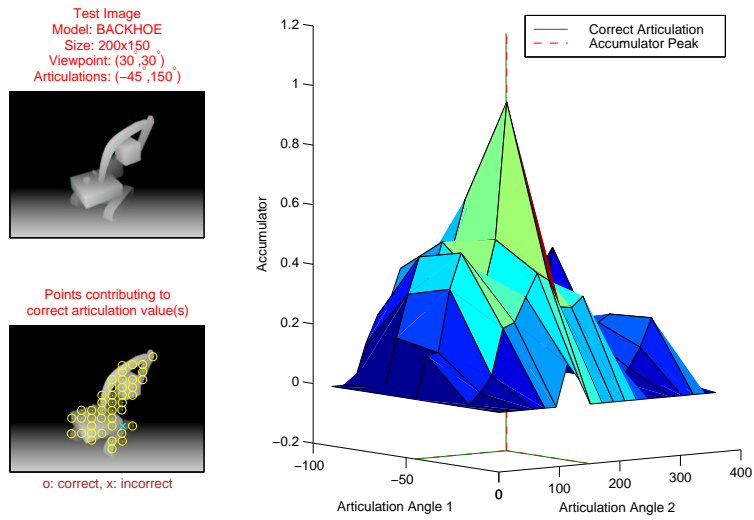 Test Image
Model: BACKHOE
Size: 200x150
Viewpoint: (30°,30°)
Articulations: (−45°,150°)
Points contributing to
correct articulation value(s)
o: correct, x: incorrect
Correct Articulation
Accumulator Peak
1.2
1
0.8
0.6
0.4
0.2
0
−0.2
Accumulator
−100
−50
0
Articulation Angle 1
0
100
200
300
400
Articulation Angle 2